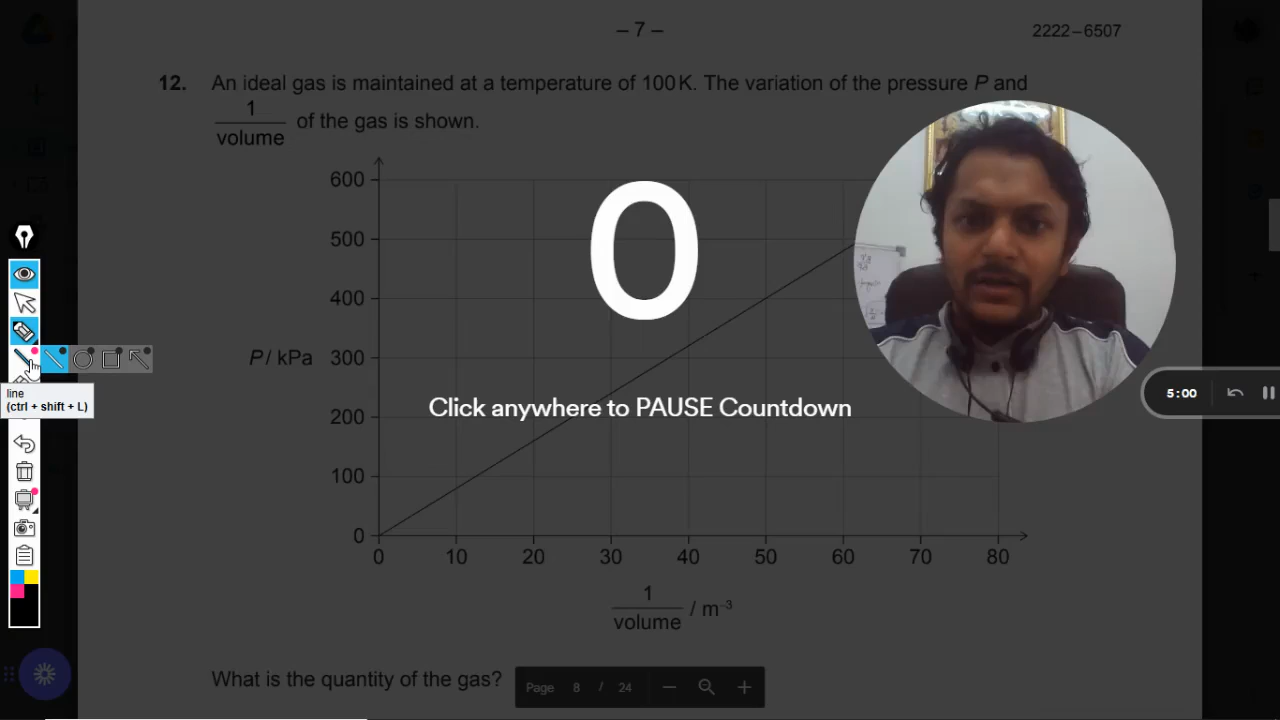 – 7 –
2222 – 6507
12. An ideal gas is maintained at a temperature of 100 K. The variation of the pressure P and
1
volume of the gas is shown.
600
500
400
P / kPa 300
200
100
0
0 10 20 30 40 50 60 70 80
1
volume / m⁻³
What is the quantity of the gas?
0
Click anywhere to PAUSE Countdown
5:00
line
(ctrl + shift + L)
Page 8 / 24